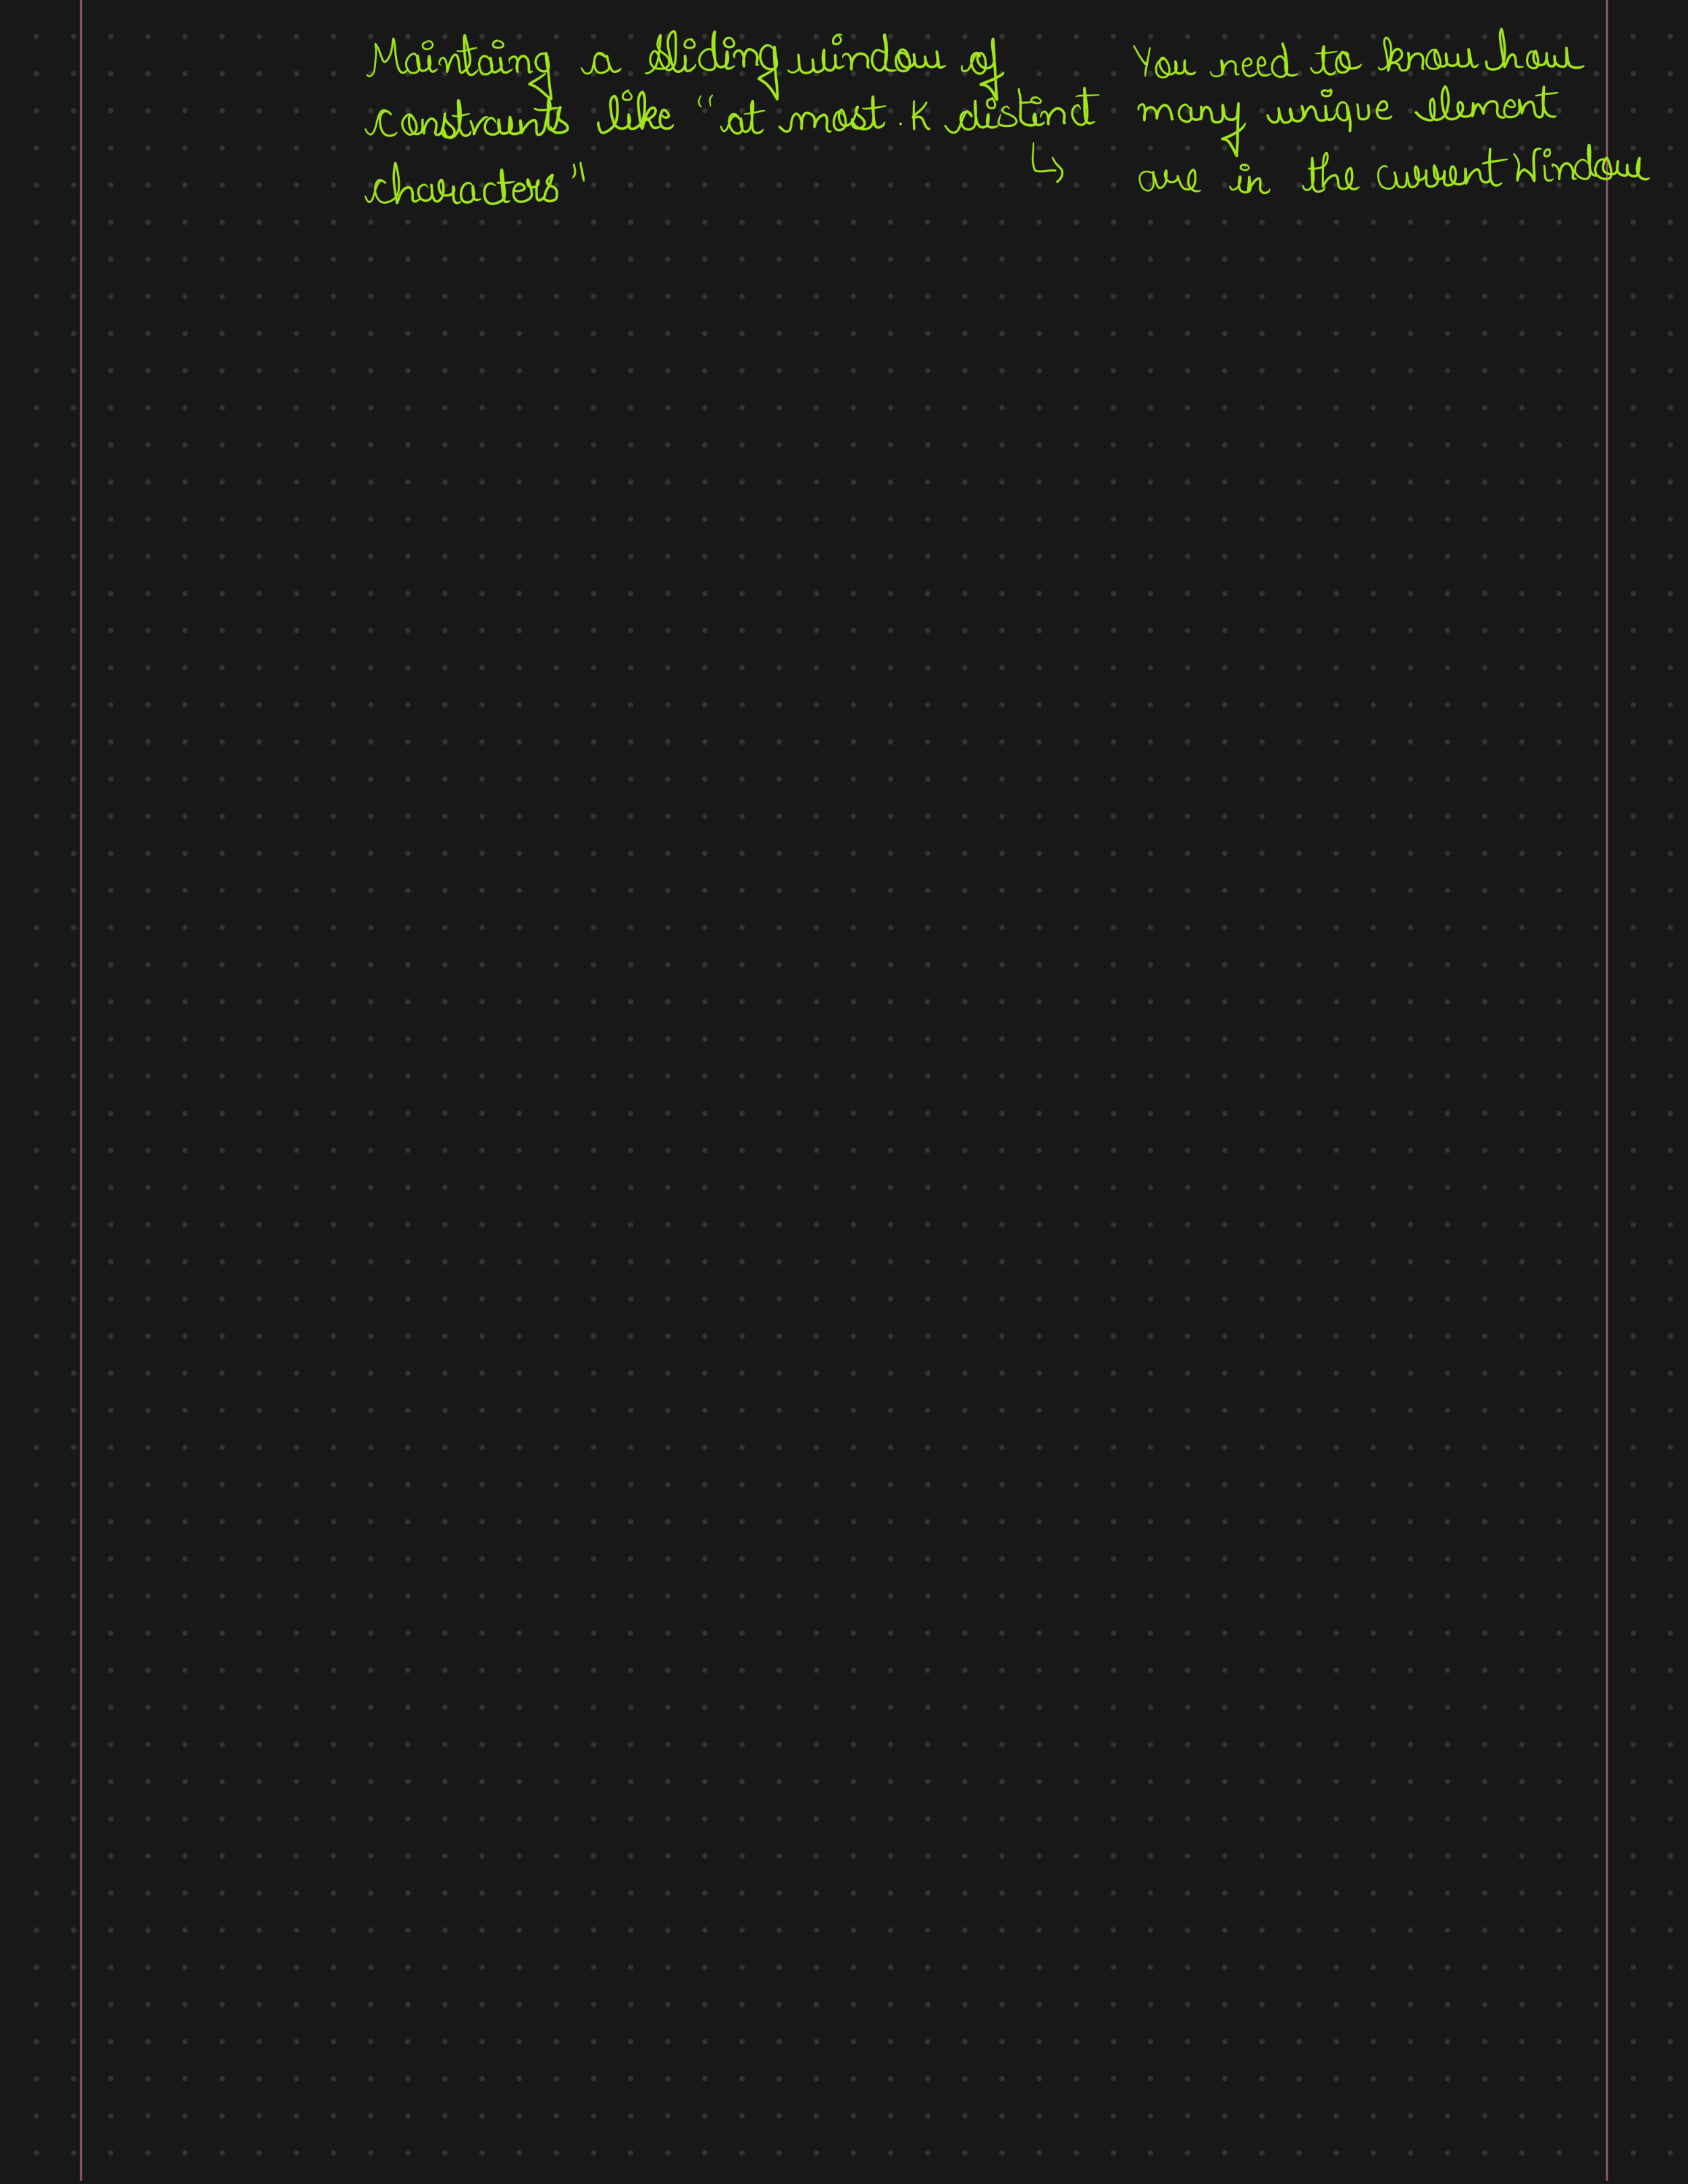 Maintaing a sliding window of
constraints like "at most K distinct
characters"
↳ You need to know how
many unique element
are in the current window